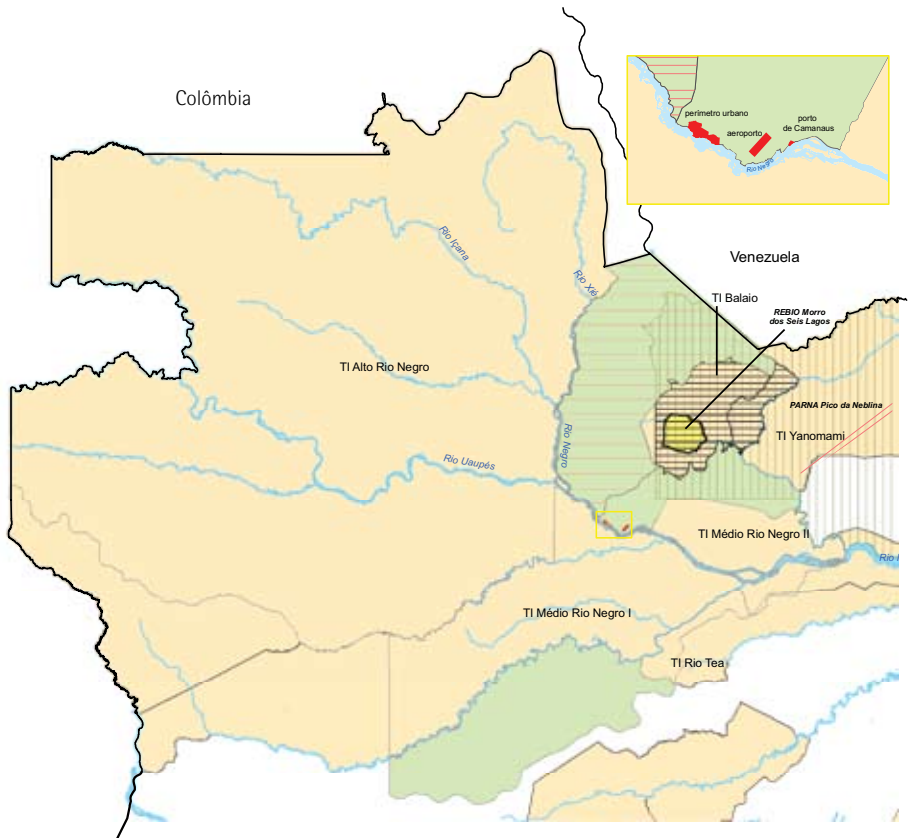 Colômbia
perímetro urbano
aeroporto
porto
de Camanaus
Rio Negro
Rio Içana
Rio Xié
Venezuela
TI Balaio
REBIO Morro
dos Seis Lagos
TI Alto Rio Negro
PARNA Pico da Neblina
TI Yanomami
Rio Negro
Rio Uaupés
TI Médio Rio Negro II
Rio
TI Médio Rio Negro I
TI Rio Tea